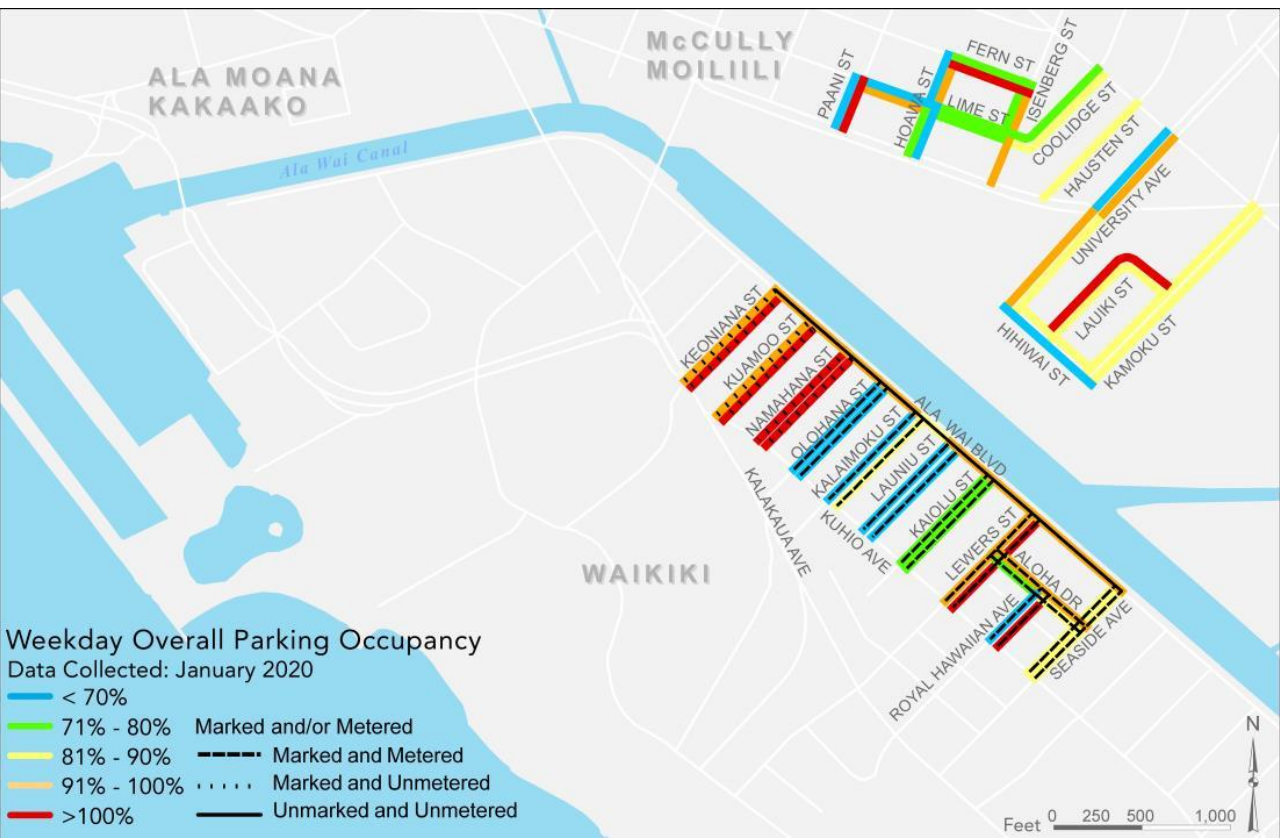 ALA MOANA
KAKAAKO
McCULLY
MOILIILI
FERN ST
ISENBERG ST
PAANI ST
HOAWA ST
LIME ST
COOLIDGE ST
HAUSTEN ST
Ala Wai Canal
UNIVERSITY AVE
LAUIKI ST
HIHIWAI ST
KAMOKU ST
KEONIANA ST
KUAMOO ST
NAMAHANA ST
OLOHANA ST
KALAIMOKU ST
ALA WAI BLVD
LAUNIU ST
KAIOLU ST
KALAKAUA AVE
KUHIO AVE
LEWERS ST
ALOHA DR
WAIKIKI
ROYAL HAWAIIAN AVE
SEASIDE AVE
Weekday Overall Parking Occupancy
Data Collected: January 2020
< 70%
71% - 80% Marked and/or Metered
81% - 90% Marked and Metered
91% - 100% Marked and Unmetered
>100% Unmarked and Unmetered
N
Feet 0 250 500 1,000